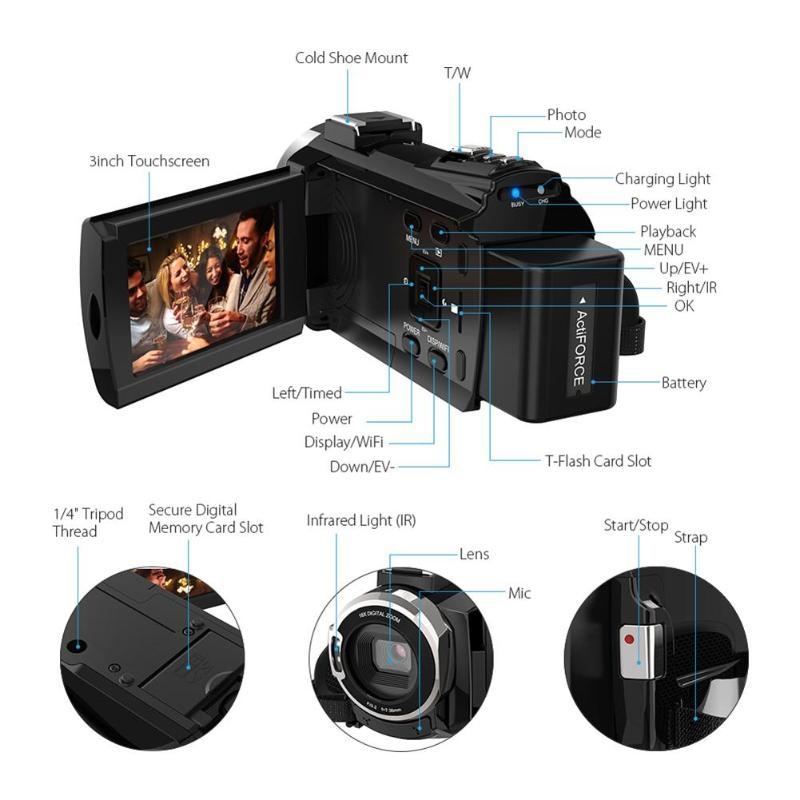 Cold Shoe Mount
T/W
Photo
Mode
3inch Touchscreen
Charging Light
Power Light
BUSY CHG
Playback
MENU
MENU
Up/EV+
Right/IR
OK
ActiFORCE
POWER
DISP/WIFI
Battery
Left/Timed
Power
Display/WiFi
Down/EV-
T-Flash Card Slot
1/4" Tripod
Thread
Secure Digital
Memory Card Slot
Infrared Light (IR)
Lens
Mic
16X DIGITAL ZOOM
Start/Stop
Strap